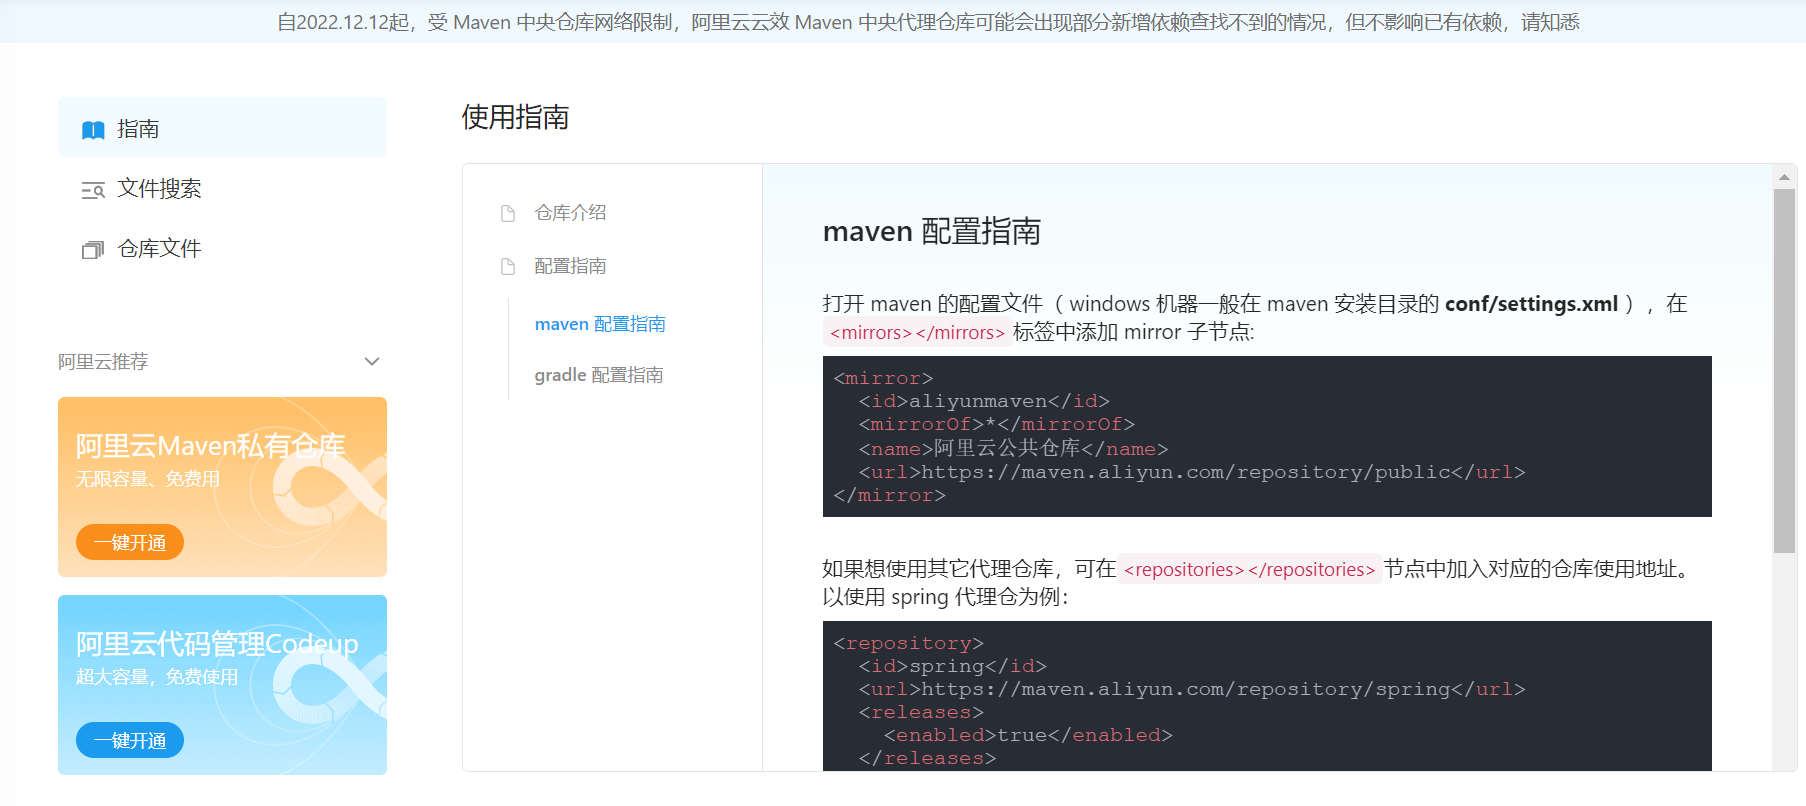 自2022.12.12起，受 Maven 中央仓库网络限制，阿里云云效 Maven 中央代理仓库可能会出现部分新增依赖查找不到的情况，但不影响已有依赖，请知悉
指南
文件搜索
仓库文件
阿里云推荐
阿里云Maven私有仓库
无限容量、免费用
一键开通
阿里云代码管理Codeup
超大容量，免费使用
一键开通
使用指南
仓库介绍
配置指南
maven 配置指南
gradle 配置指南
maven 配置指南
打开 maven 的配置文件（ windows 机器一般在 maven 安装目录的 conf/settings.xml ），在
<mirrors></mirrors> 标签中添加 mirror 子节点:
<mirror>
  <id>aliyunmaven</id>
  <mirrorOf>*</mirrorOf>
  <name>阿里云公共仓库</name>
  <url>https://maven.aliyun.com/repository/public</url>
</mirror>
如果想使用其它代理仓库，可在 <repositories></repositories> 节点中加入对应的仓库使用地址。
以使用 spring 代理仓为例：
<repository>
  <id>spring</id>
  <url>https://maven.aliyun.com/repository/spring</url>
  <releases>
    <enabled>true</enabled>
  </releases>